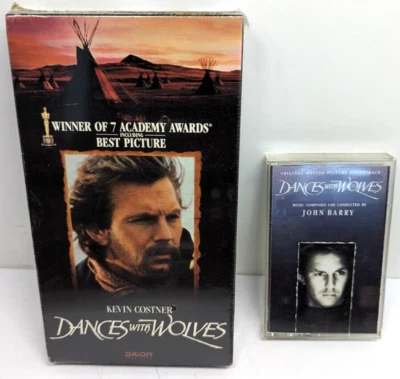 WINNER OF 7 ACADEMY AWARDS®
INCLUDING
BEST PICTURE
KEVIN COSTNER
DANCES WITH WOLVES
ORION
ORIGINAL MOTION PICTURE SOUNDTRACK
DANCES WITH WOLVES
MUSIC COMPOSED AND CONDUCTED BY
JOHN BARRY